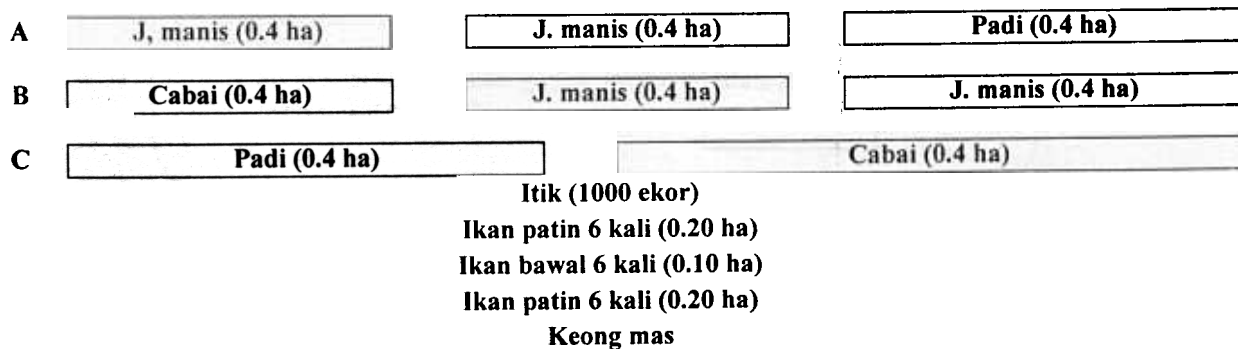 A J, manis (0.4 ha) J. manis (0.4 ha) Padi (0.4 ha)
B Cabai (0.4 ha) J. manis (0.4 ha) J. manis (0.4 ha)
C Padi (0.4 ha) Cabai (0.4 ha)
Itik (1000 ekor)
Ikan patin 6 kali (0.20 ha)
Ikan bawal 6 kali (0.10 ha)
Ikan patin 6 kali (0.20 ha)
Keong mas